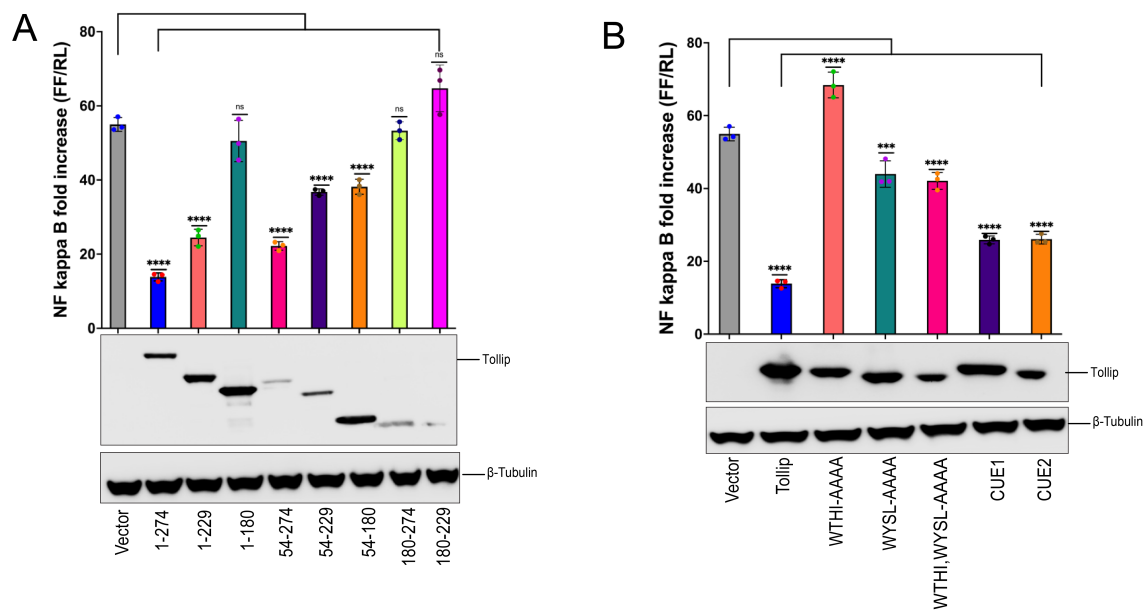 A
NF kappa B fold increase (FF/RL)
80
60
40
20
0
****
****
ns
****
****
****
ns
ns
Tollip
β-Tubulin
Vector
1-274
1-229
1-180
54-274
54-229
54-180
180-274
180-229
B
NF kappa B fold increase (FF/RL)
80
60
40
20
0
****
****
***
****
****
****
Tollip
β-Tubulin
Vector
Tollip
WTHI-AAAA
WYSL-AAAA
WTHI,WYSL-AAAA
CUE1
CUE2